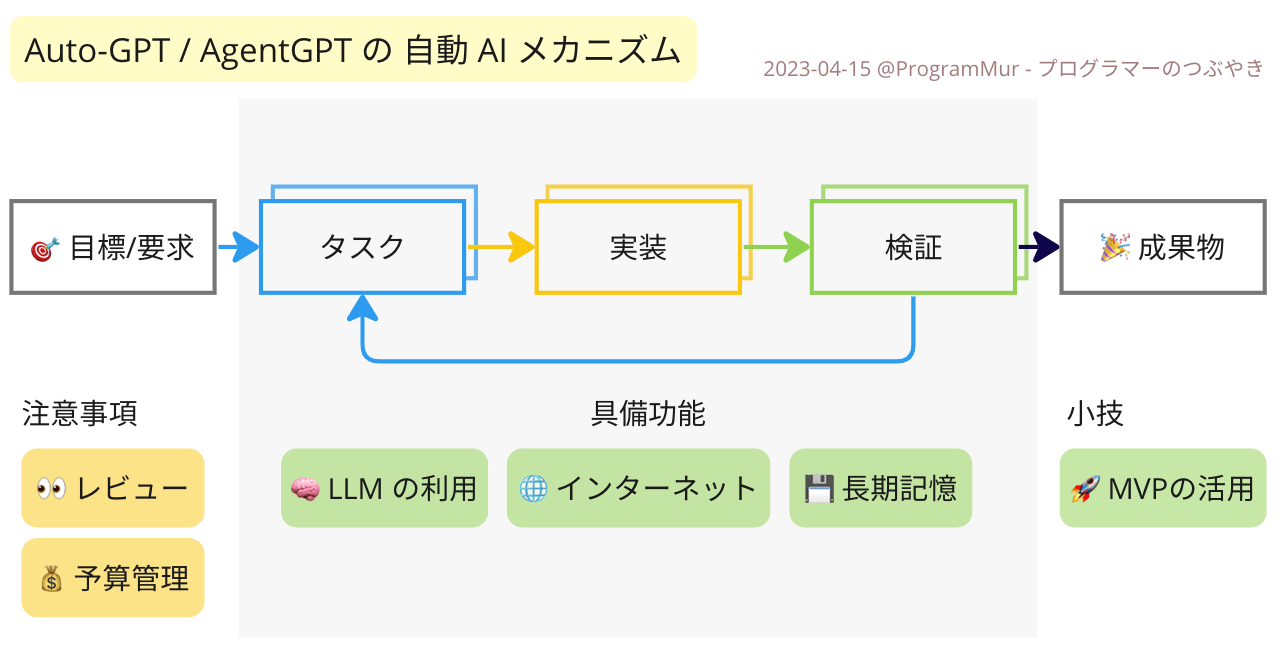 Auto-GPT / AgentGPT の 自動 AI メカニズム
2023-04-15 @ProgramMur - プログラマーのつぶやき
🎯 目標/要求
タスク
実装
検証
🎉 成果物
注意事項
👀 レビュー
💰 予算管理
具備功能
🧠 LLM の利用
🌐 インターネット
💾 長期記憶
小技
🚀 MVPの活用